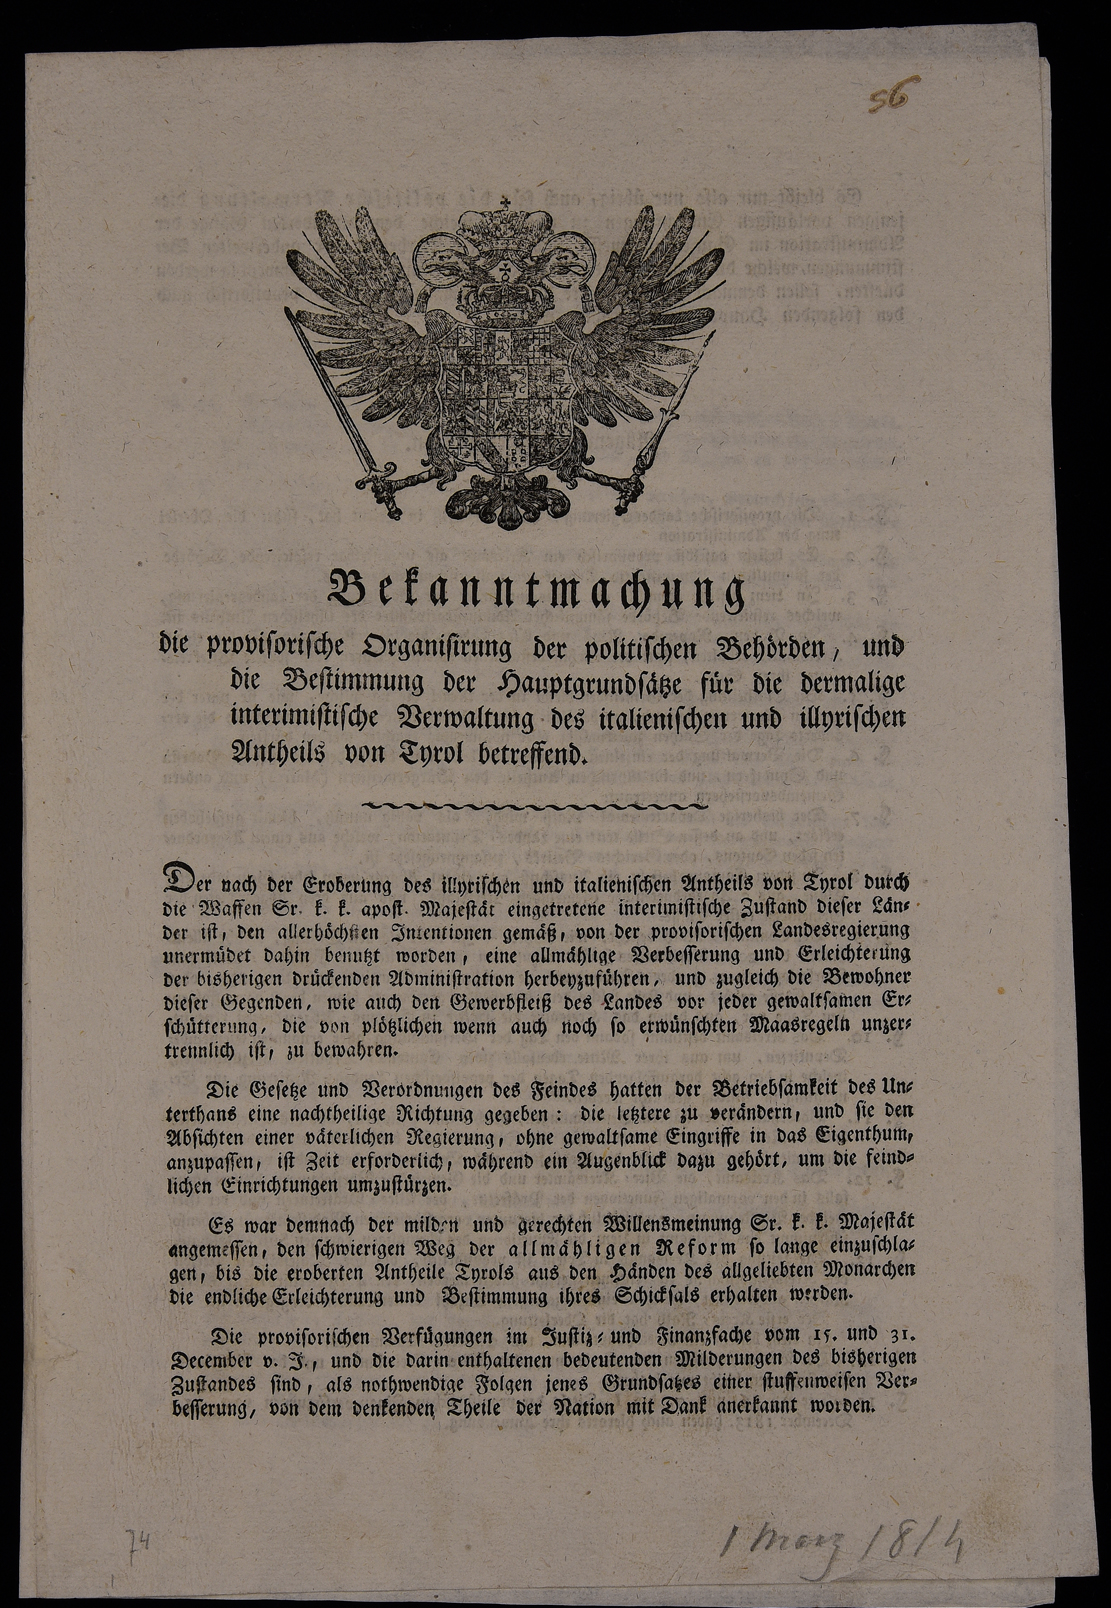 56
Bekanntmachung
die provisorische Organisirung der politischen Behörden, und
die Bestimmung der Hauptgrundsätze für die dermalige
interimistische Verwaltung des italienischen und illyrischen
Antheils von Tyrol betreffend.
Der nach der Eroberung des illyrischen und italienischen Antheils von Tyrol durch
die Waffen Sr. k. k. apost. Majestät eingetretene interimistische Zustand dieser Län-
der ist, den allerhöchsten Intentionen gemäß, von der provisorischen Landesregierung
unermüdet dahin benutzt worden, eine allmählige Verbesserung und Erleichterung
der bisherigen drückenden Administration herbeyzuführen, und zugleich die Bewohner
dieser Gegenden, wie auch den Gewerbfleiß des Landes vor jeder gewaltsamen Er-
schütterung, die von plötzlichen wenn auch noch so erwünschten Maasregeln unzer-
trennlich ist, zu bewahren.
Die Gesetze und Verordnungen des Feindes hatten der Betriebsamkeit des Un-
terthans eine nachtheilige Richtung gegeben: die letztere zu verändern, und sie den
Absichten einer väterlichen Regierung, ohne gewaltsame Eingriffe in das Eigenthum,
anzupassen, ist Zeit erforderlich, während ein Augenblick dazu gehört, um die feind-
lichen Einrichtungen umzustürzen.
Es war demnach der milden und gerechten Willensmeinung Sr. k. k. Majestät
angemessen, den schwierigen Weg der allmähligen Reform so lange einzuschla-
gen, bis die eroberten Antheile Tyrols aus den Händen des allgeliebten Monarchen
die endliche Erleichterung und Bestimmung ihres Schicksals erhalten werden.
Die provisorischen Verfügungen im Justiz- und Finanzfache vom 15. und 31.
December v. J., und die darin enthaltenen bedeutenden Milderungen des bisherigen
Zustandes sind, als nothwendige Folgen jenes Grundsatzes einer stuffenweisen Ver-
besserung, von dem denkenden Theile der Nation mit Dank anerkannt worden.
74
1 März 1814